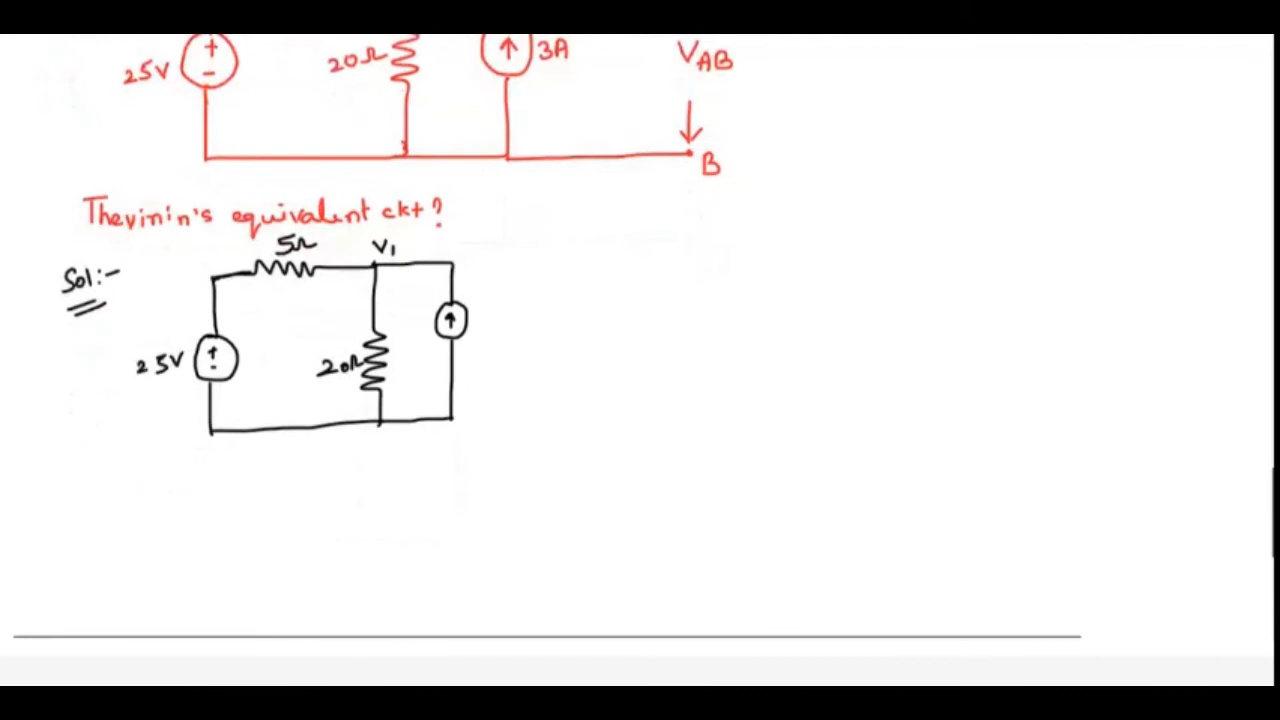 25V
+
-
20Ω
3A
VAB
B
Thevinin's equivalent ckt?
Sol:-
5Ω
V1
25V
+
-
20Ω